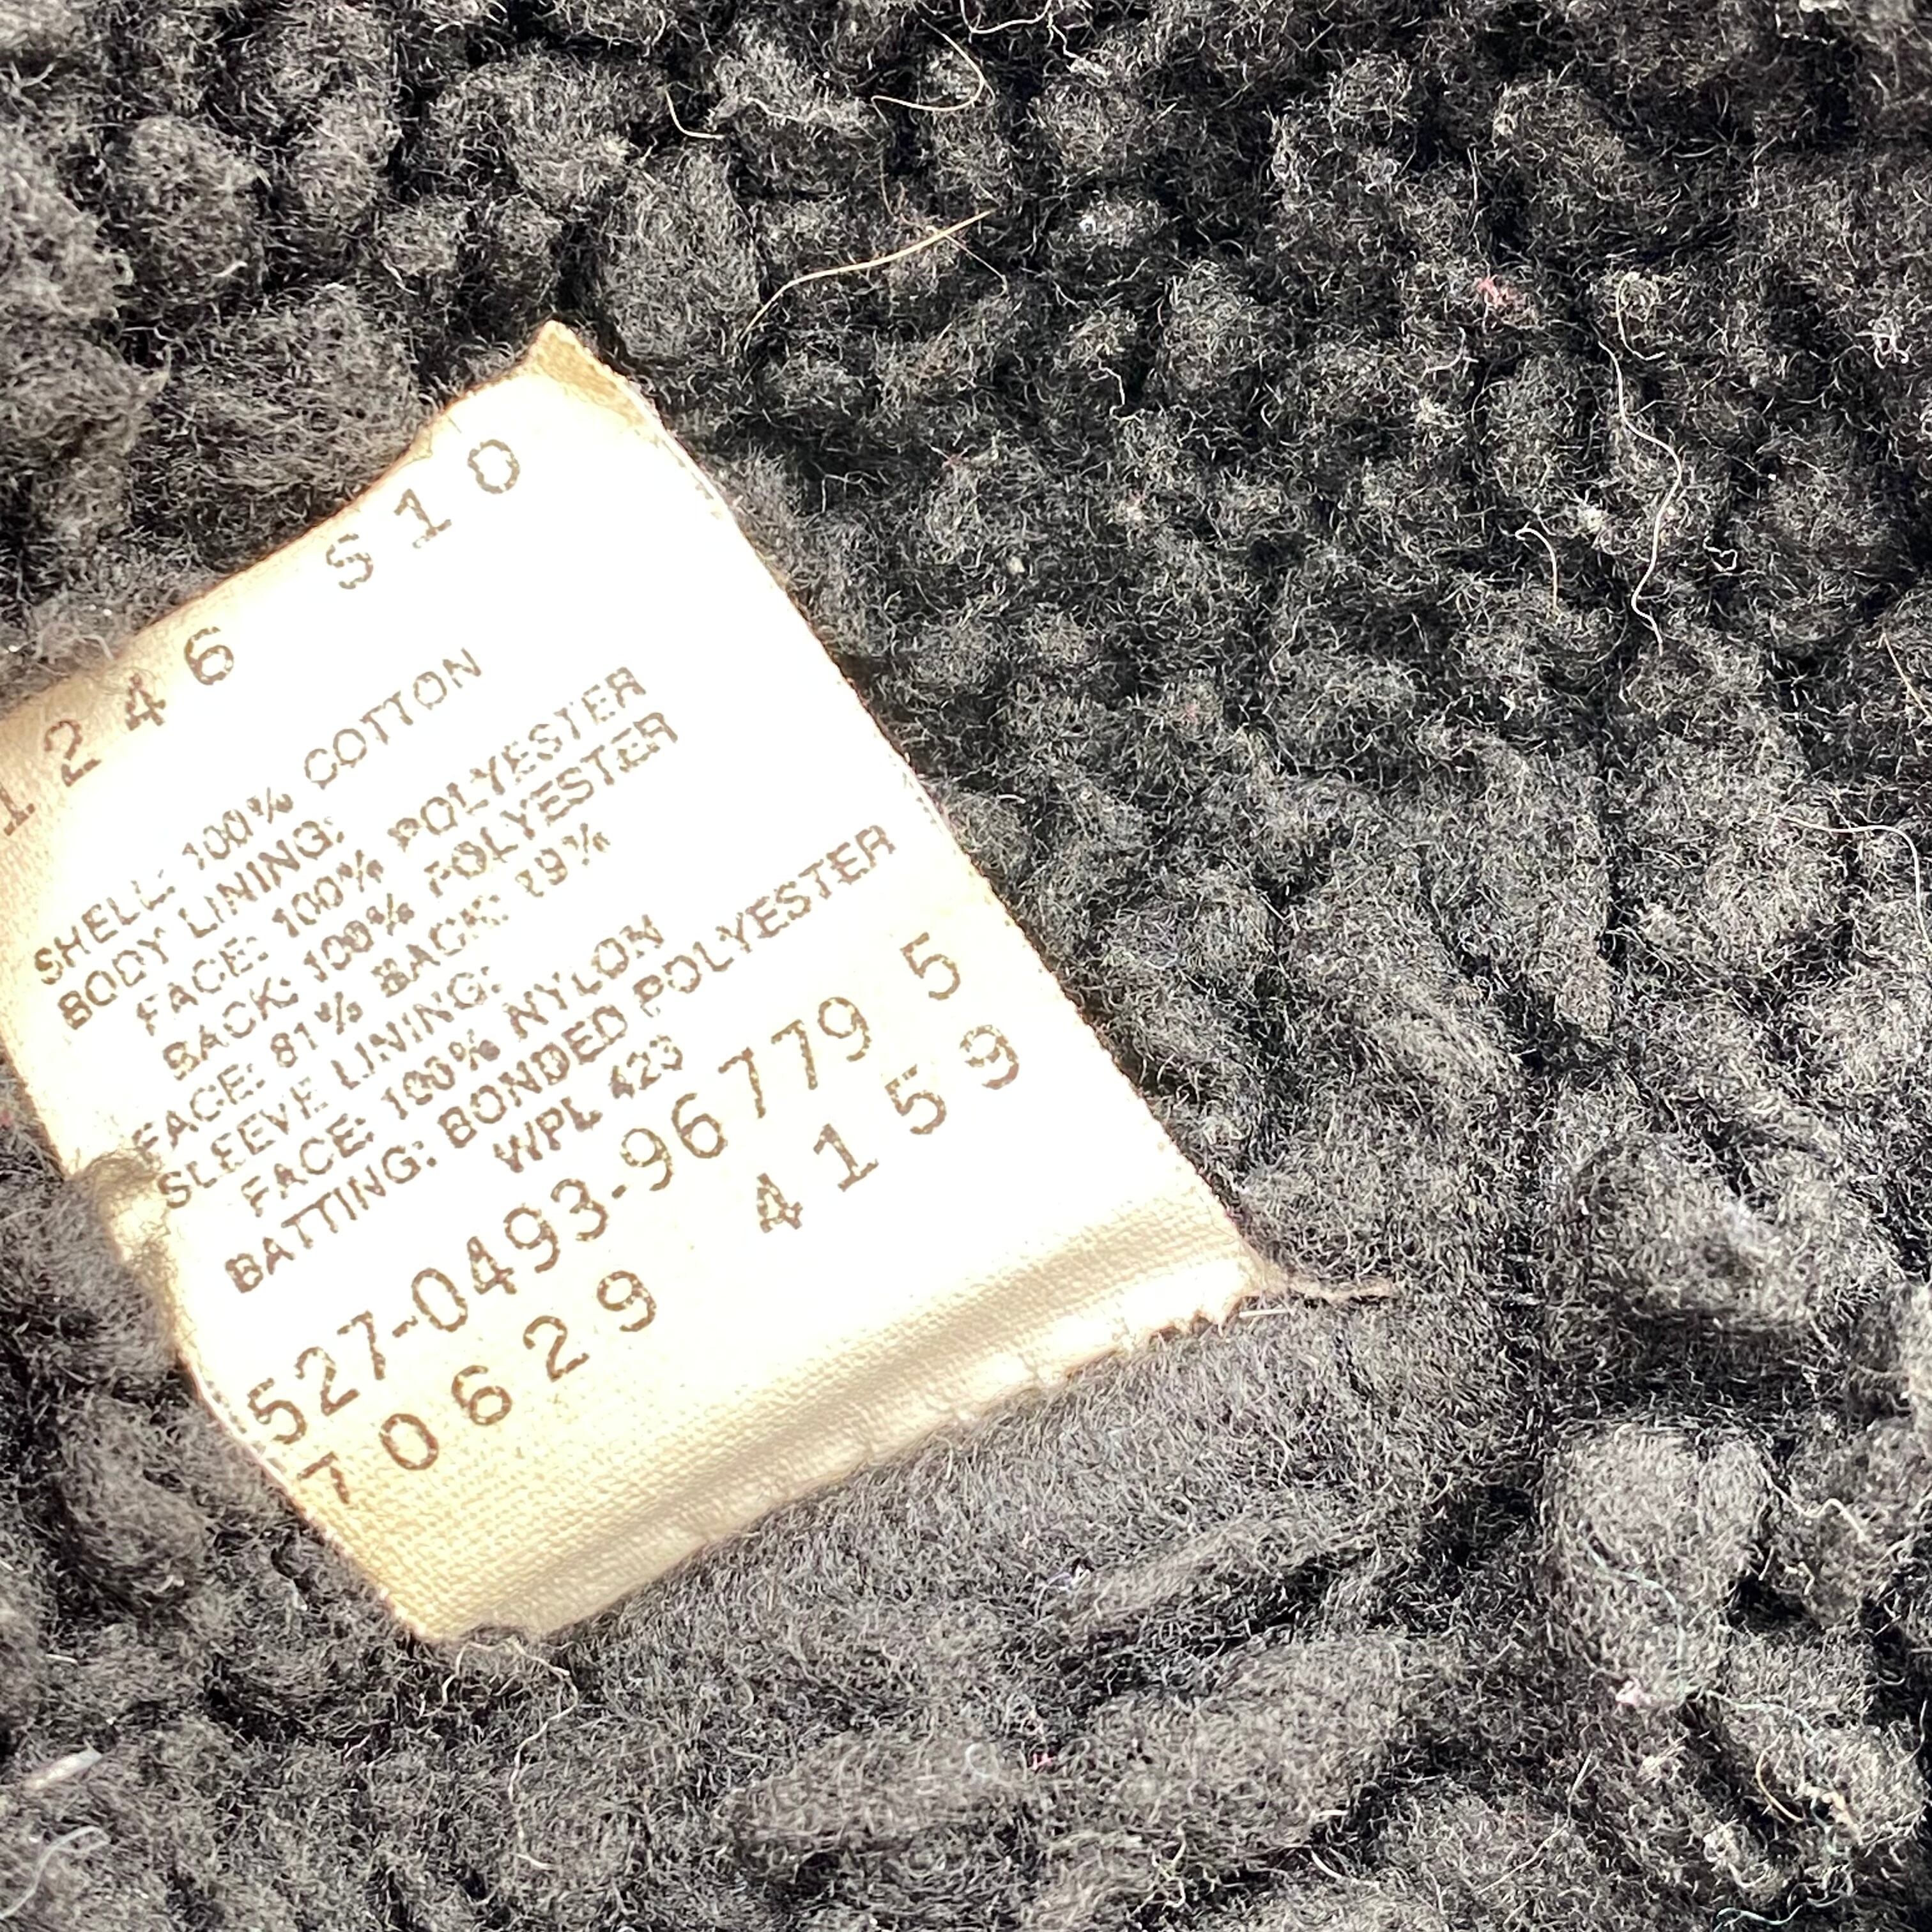 1246 S10
SHELL: 100% COTTON
BODY LINING:
FACE: 100% POLYESTER
BACK: 100% POLYESTER
FACE: 81% BACK: 19%
SLEEVE LINING:
FACE: 100% NYLON
BATTING: BONDED POLYESTER
WPL 423
527-0493-96779 5
70629 4159